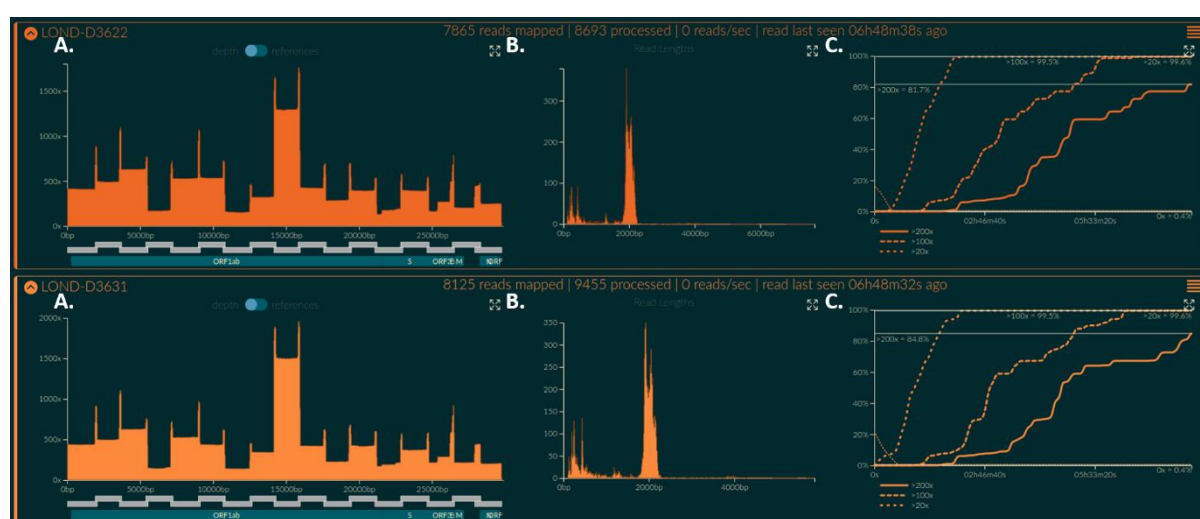 LOND-D3622
7865 reads mapped | 8693 processed | 0 reads/sec | read last seen 06h48m38s ago
A.
depth references
1500x
1000x
500x
0x
0bp 5000bp 10000bp 15000bp 20000bp 25000bp
ORF1ab S M
B.
Read Lengths
300
200
100
0
0bp 2000bp 4000bp 6000bp
C.
100%
80%
60%
40%
20%
0%
>100x = 99.5% >20x = 99.6%
>200x = 81.7%
0x = 0.4%
0s 02h46m40s 05h33m20s
>200x
>100x
>20x
LOND-D3631
8125 reads mapped | 9455 processed | 0 reads/sec | read last seen 06h48m32s ago
A.
depth references
2000x
1500x
1000x
500x
0x
0bp 5000bp 10000bp 15000bp 20000bp 25000bp
ORF1ab S M
B.
Read Lengths
350
300
250
200
150
100
50
0
0bp 2000bp 4000bp
C.
100%
80%
60%
40%
20%
0%
>100x = 99.5% >20x = 99.6%
>200x = 84.8%
0x = 0.4%
0s 02h46m40s 05h33m20s
>200x
>100x
>20x